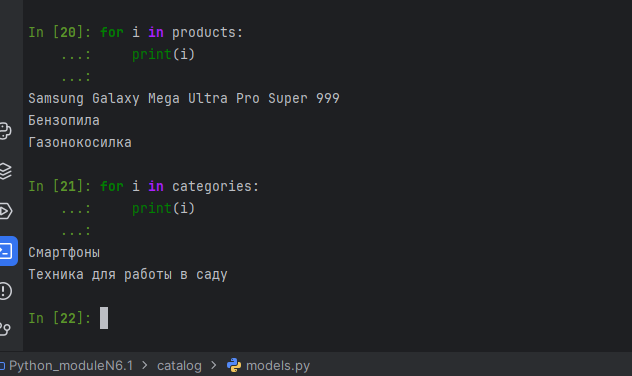 In [20]: for i in products:
    ...:     print(i)
    ...:
Samsung Galaxy Mega Ultra Pro Super 999
Бензопила
Газонокосилка
In [21]: for i in categories:
    ...:     print(i)
    ...:
Смартфоны
Техника для работы в саду
In [22]:
Python_moduleN6.1 > catalog > models.py